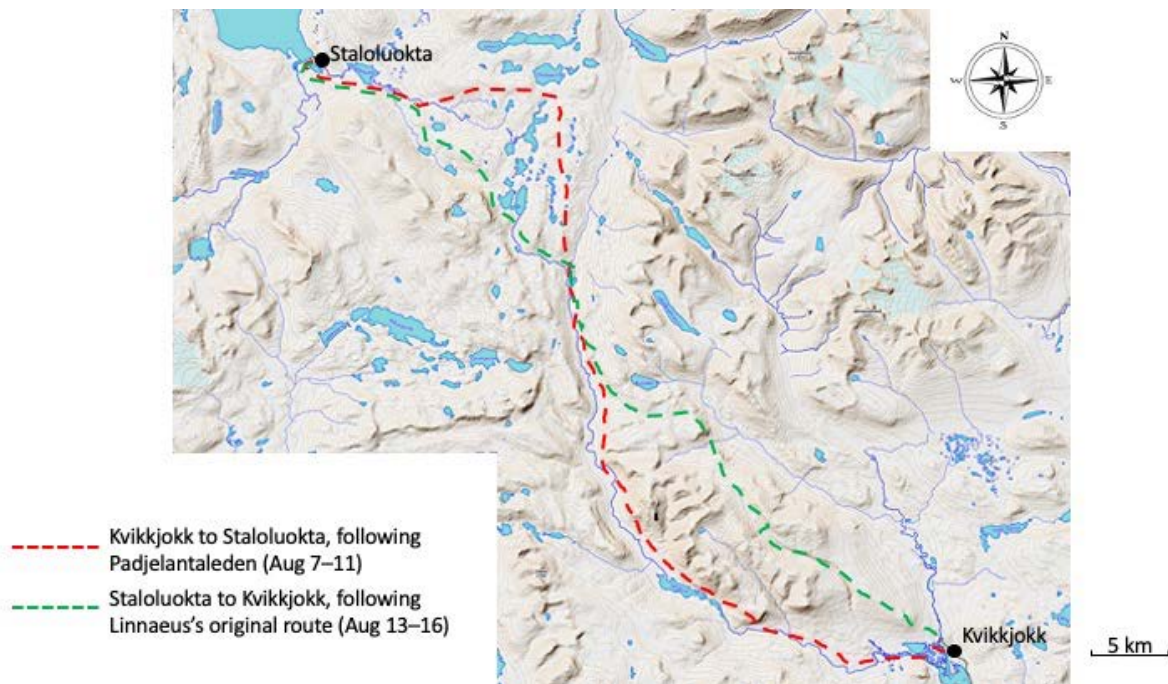 Staloluokta
N
W
E
S
Kvikkjokk to Staloluokta, following
Padjelantaleden (Aug 7–11)
Staloluokta to Kvikkjokk, following
Linnaeus’s original route (Aug 13–16)
Kvikkjokk
5 km